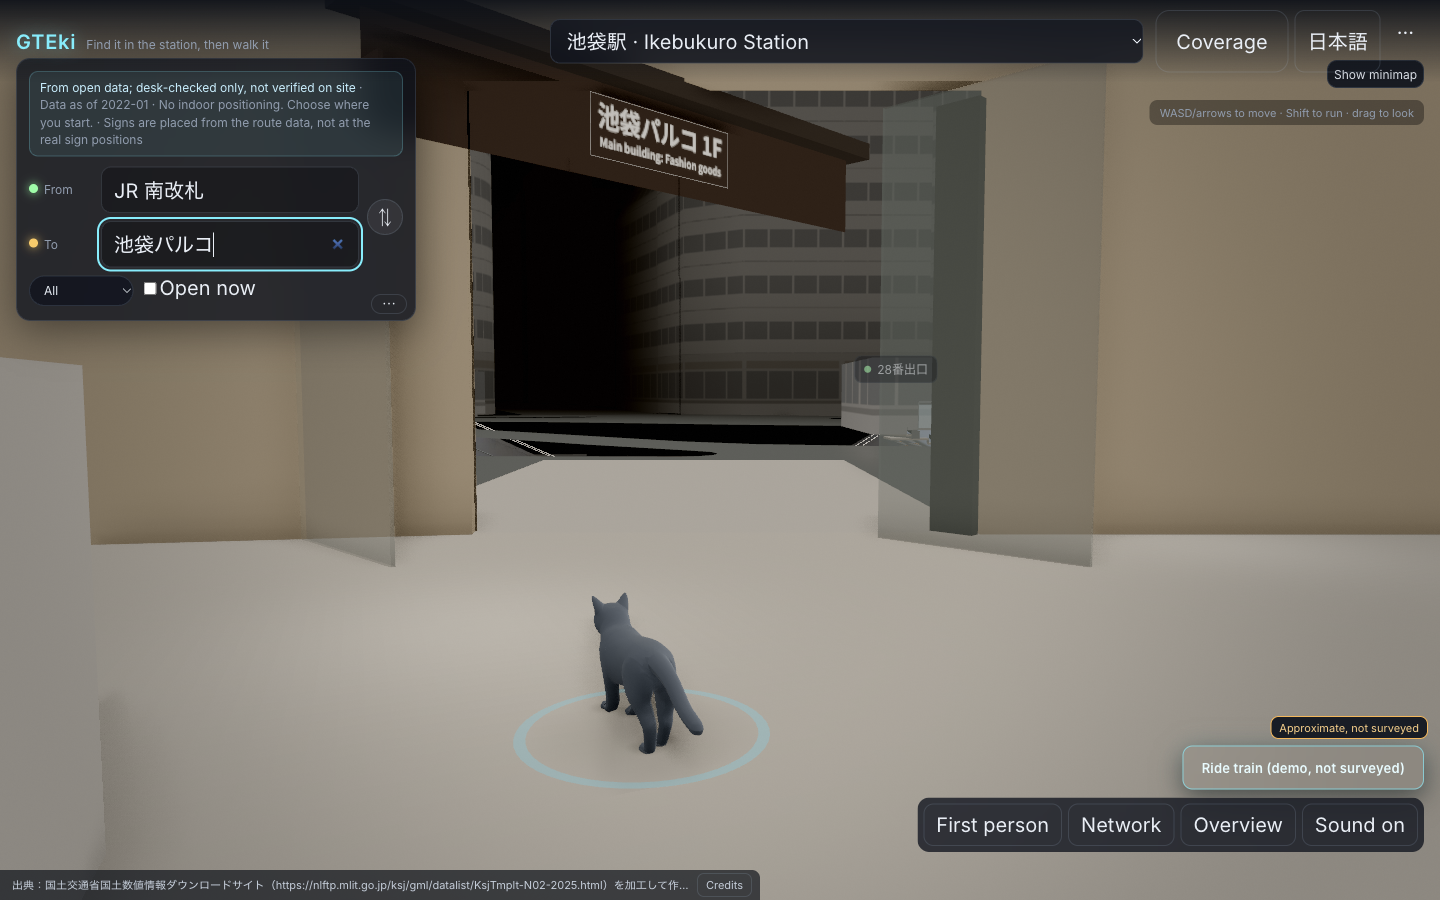 GTEki Find it in the station, then walk it
池袋駅 · Ikebukuro Station
Coverage
日本語
...
Show minimap
WASD/arrows to move · Shift to run · drag to look
From open data; desk-checked only, not verified on site ·
Data as of 2022-01 · No indoor positioning. Choose where
you start. · Signs are placed from the route data, not at the
real sign positions
From
JR 南改札
To
池袋パルコ
All
Open now
...
池袋パルコ 1F
Main building: Fashion goods
28番出口
Approximate, not surveyed
Ride train (demo, not surveyed)
First person
Network
Overview
Sound on
出典：国土交通省国土数値情報ダウンロードサイト（https://nlftp.mlit.go.jp/ksj/gml/datalist/KsjTmplt-N02-2025.html）を加工して作...
Credits